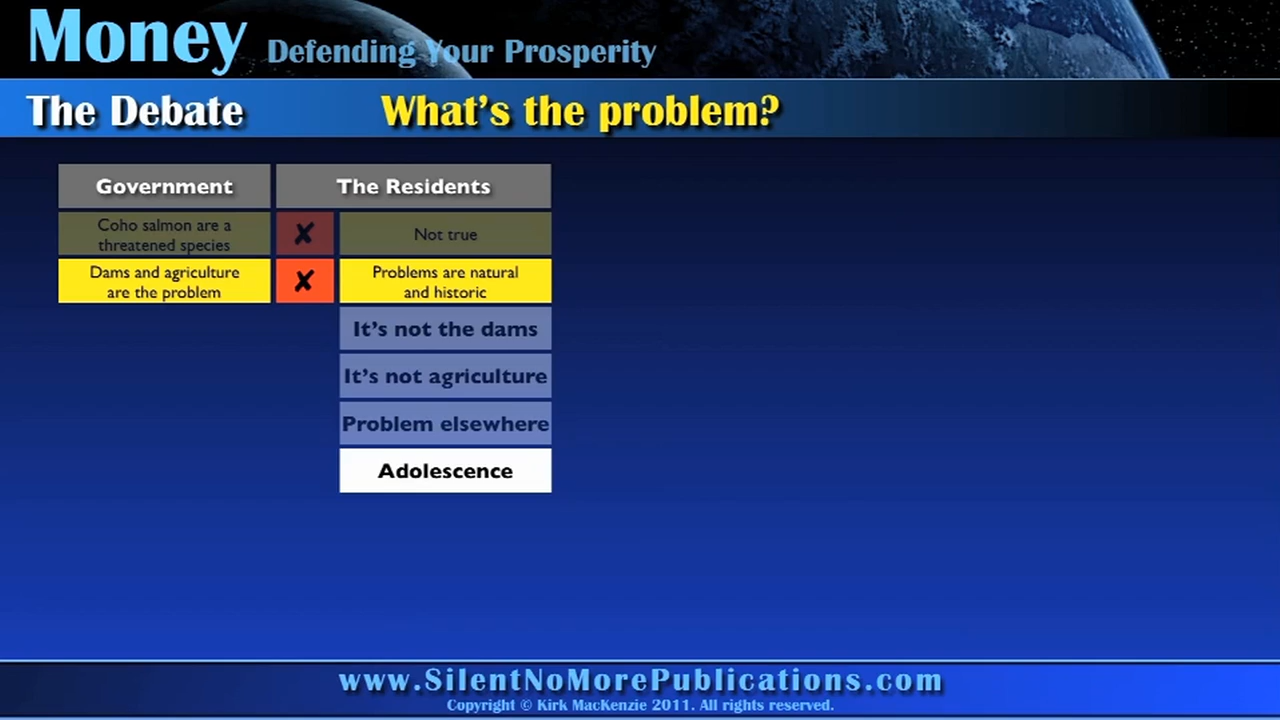 Money Defending Your Prosperity
The Debate What's the problem?
Government The Residents
Coho salmon are a
threatened species
✘ Not true
Dams and agriculture
are the problem
✘ Problems are natural
and historic
It's not the dams
It's not agriculture
Problem elsewhere
Adolescence
www.SilentNoMorePublications.com
Copyright © Kirk MacKenzie 2011. All rights reserved.